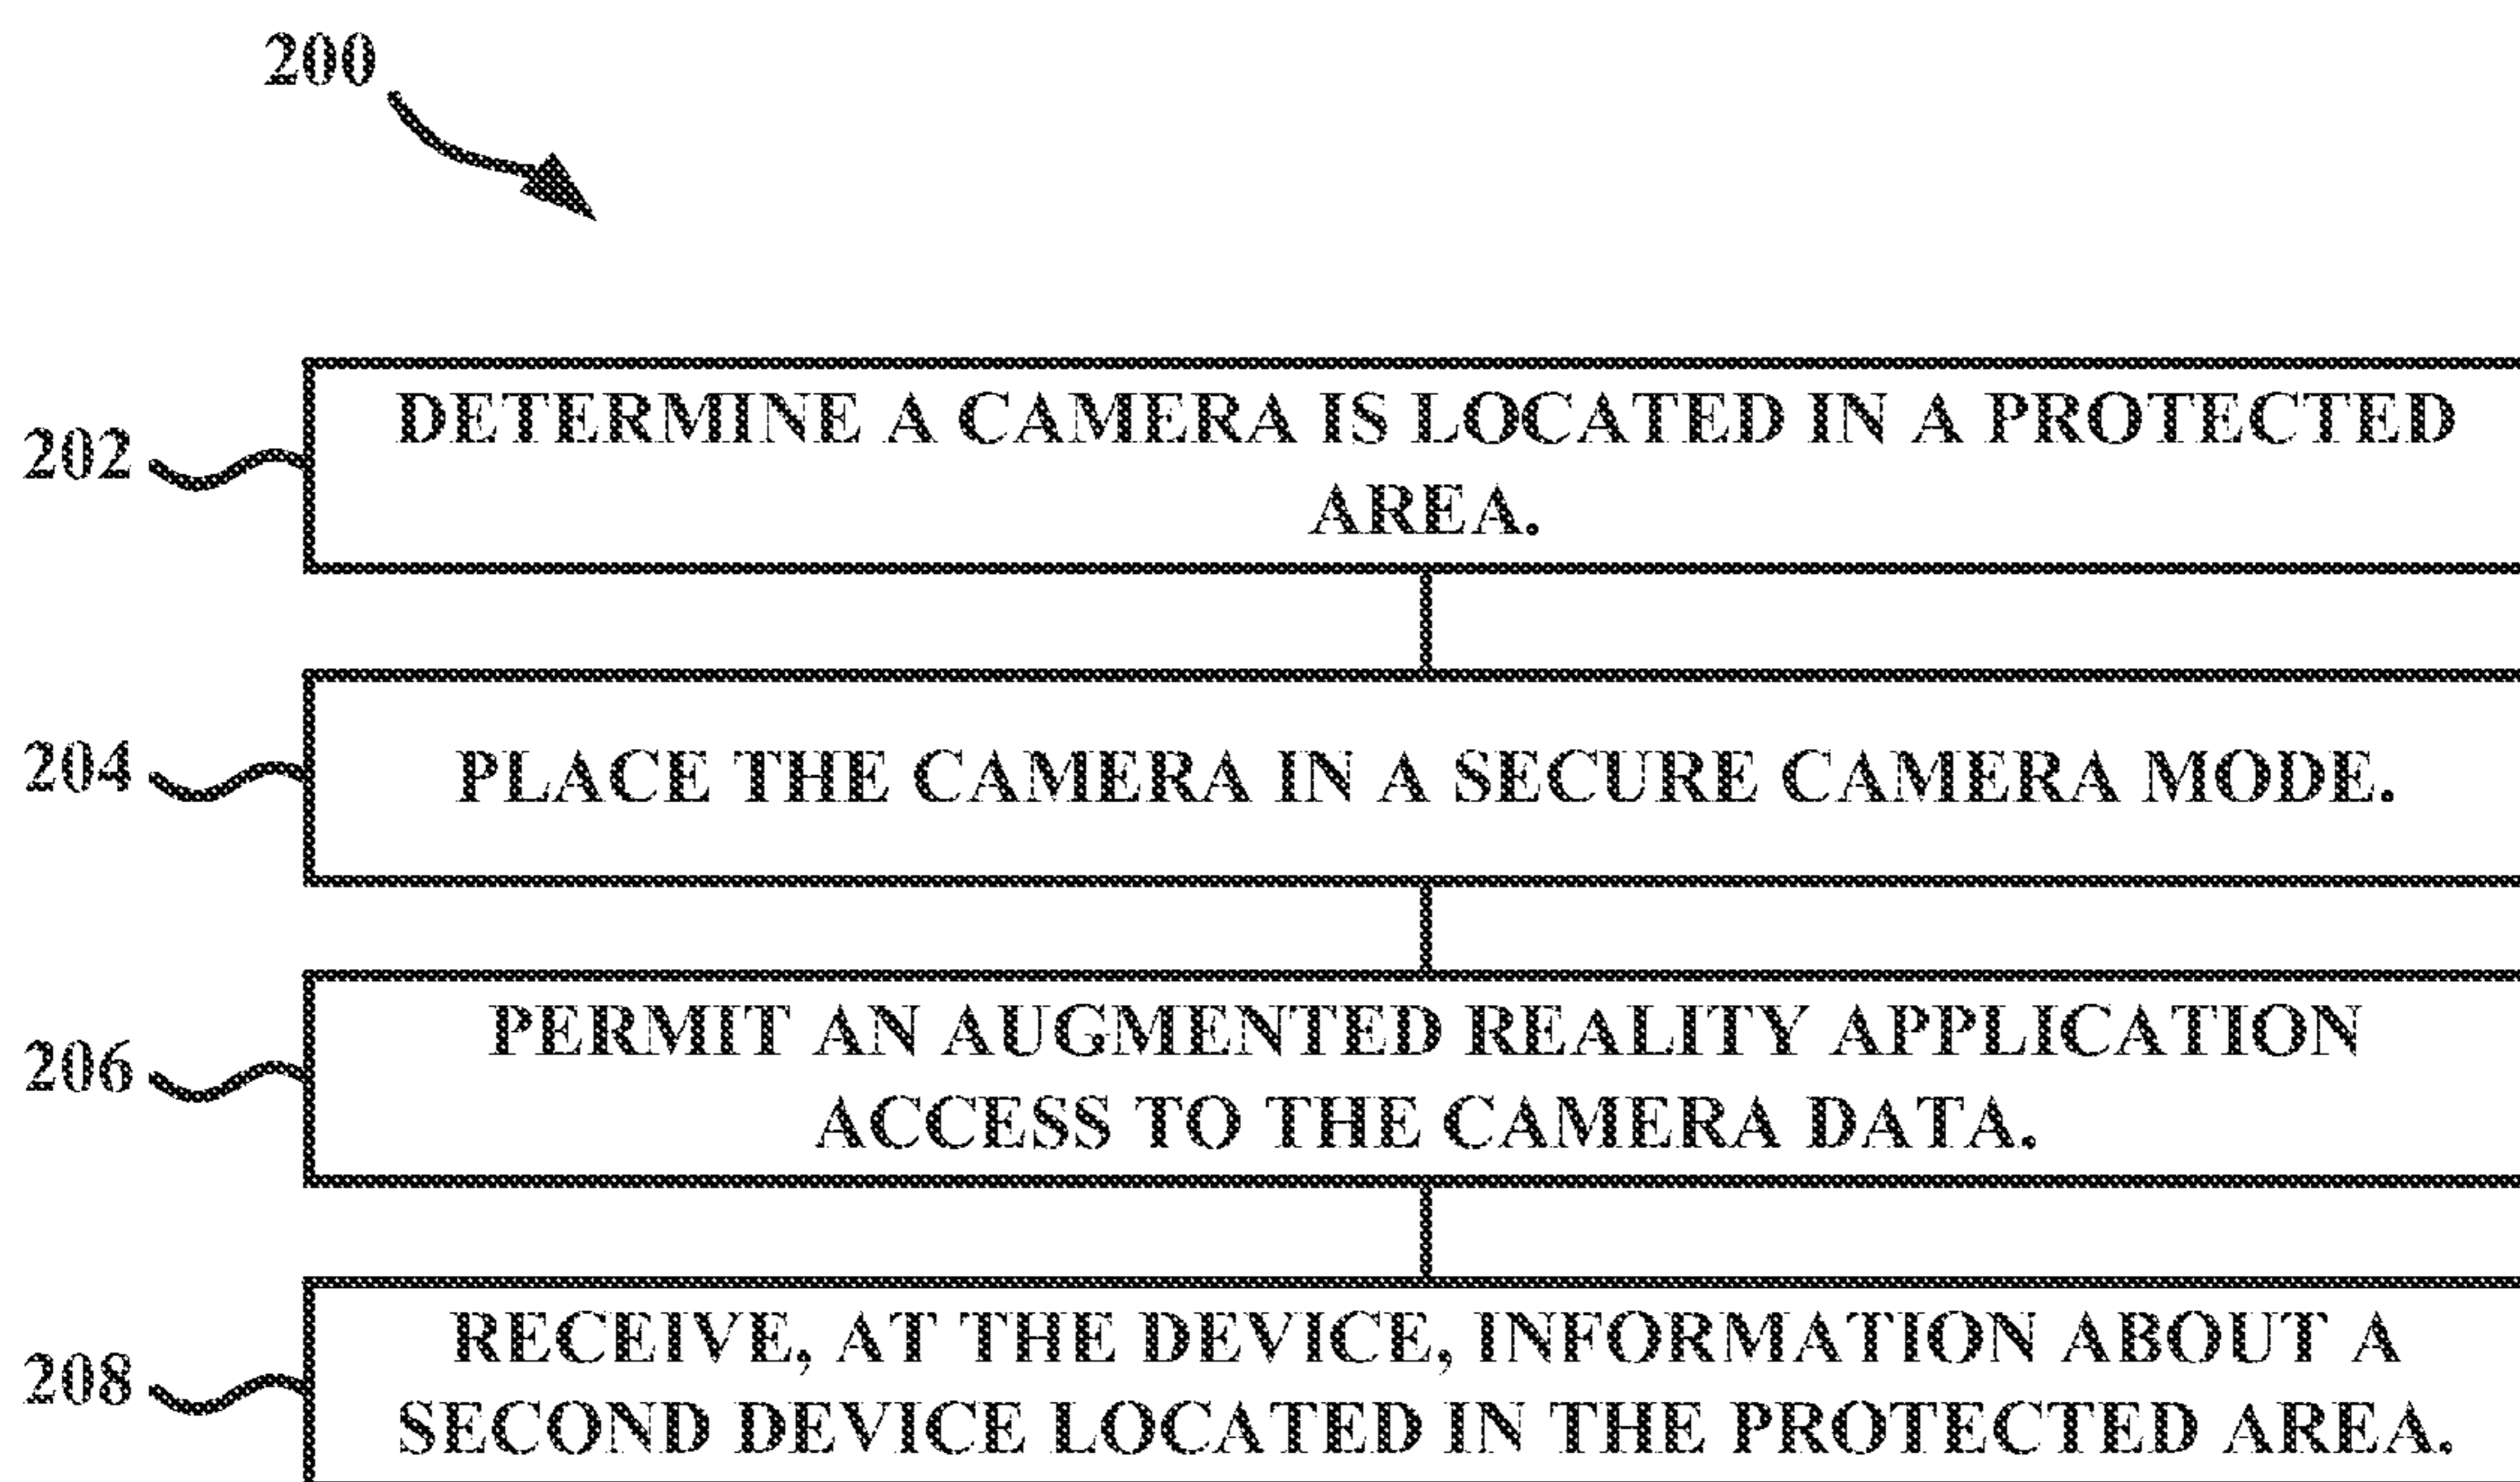 200
202
DETERMINE A CAMERA IS LOCATED IN A PROTECTED
AREA.
204
PLACE THE CAMERA IN A SECURE CAMERA MODE.
206
PERMIT AN AUGMENTED REALITY APPLICATION
ACCESS TO THE CAMERA DATA.
208
RECEIVE, AT THE DEVICE, INFORMATION ABOUT A
SECOND DEVICE LOCATED IN THE PROTECTED AREA.